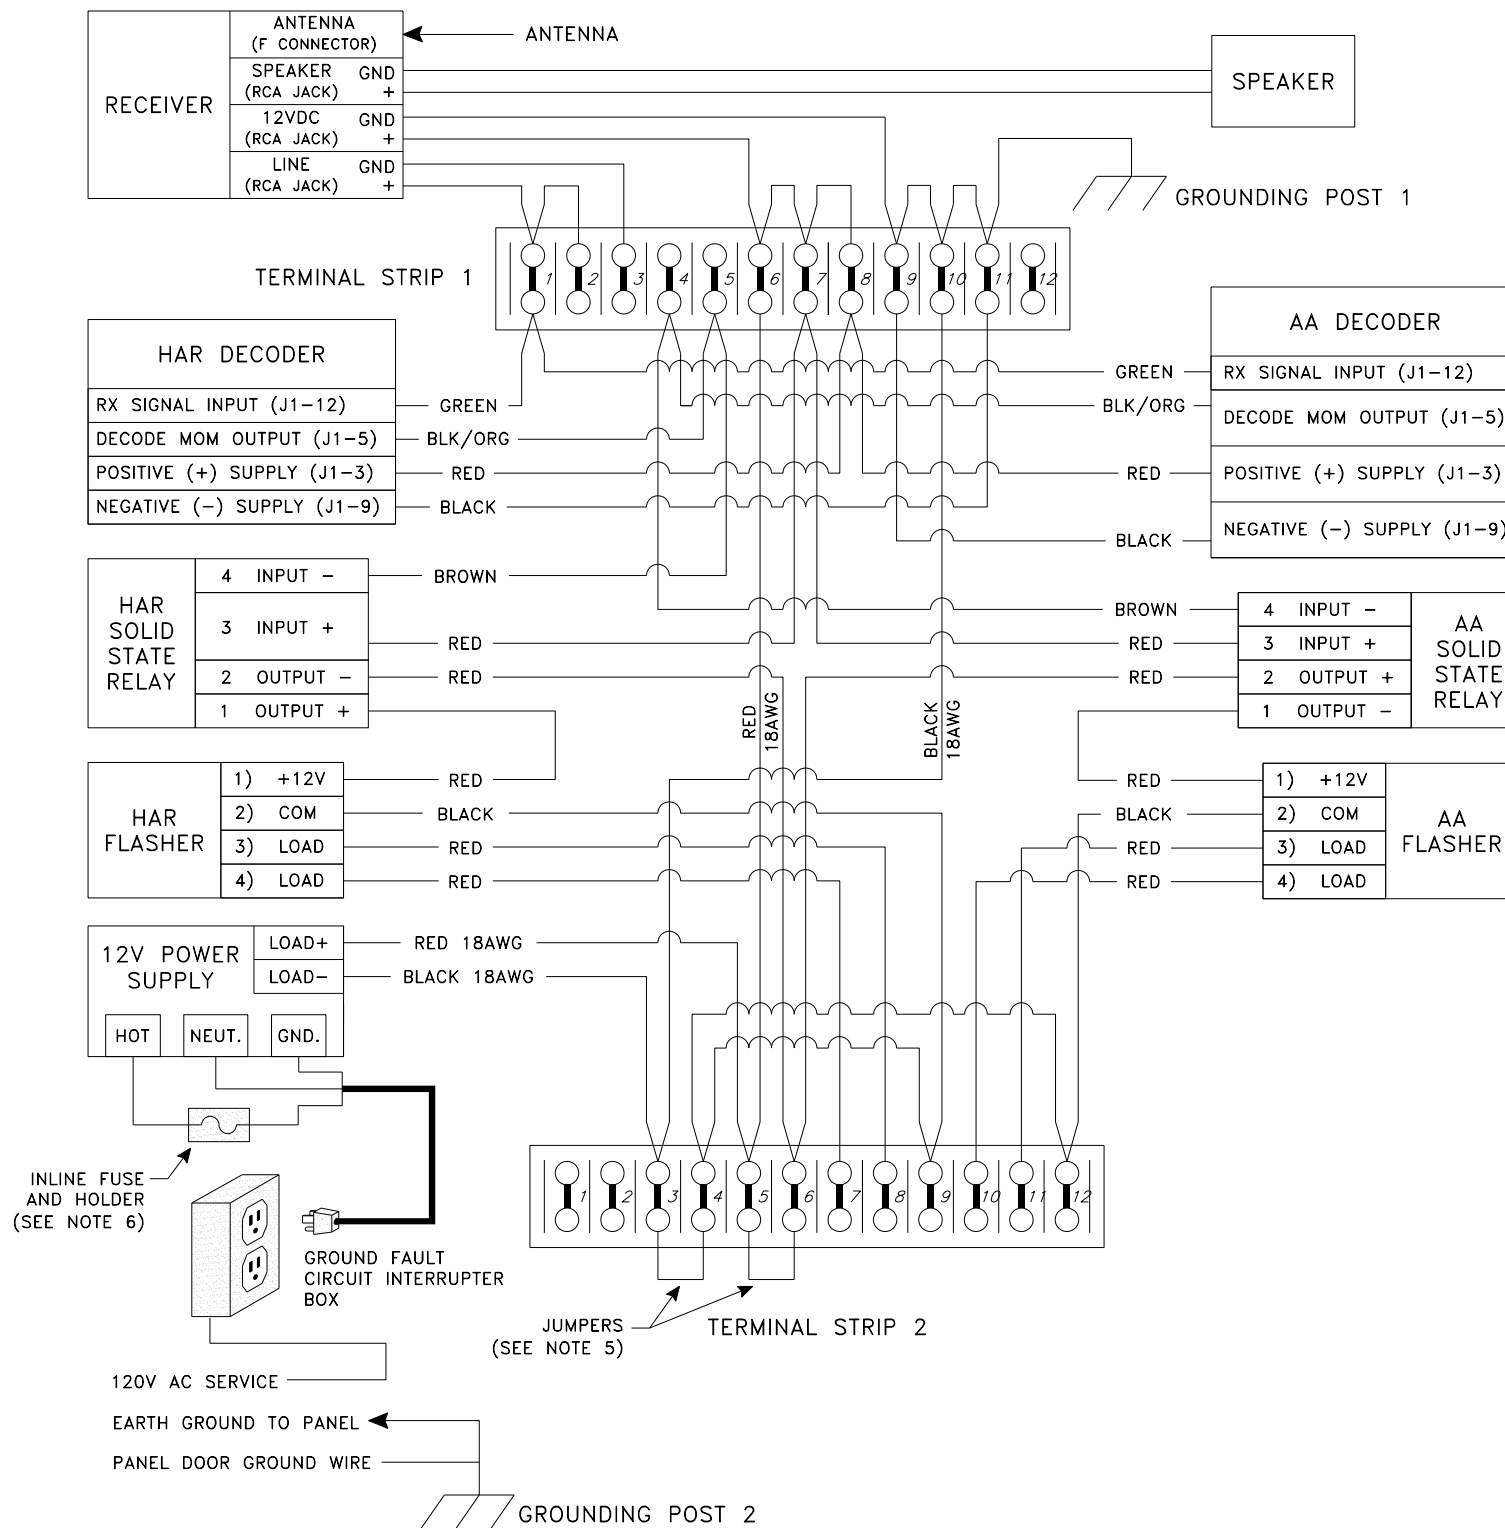 ANTENNA
(F CONNECTOR)
ANTENNA
SPEAKER GND
(RCA JACK) +
SPEAKER
RECEIVER
12VDC GND
(RCA JACK) +
LINE GND
(RCA JACK) +
GROUNDING POST 1
TERMINAL STRIP 1
1 2 3 4 5 6 7 8 9 10 11 12
HAR DECODER
RX SIGNAL INPUT (J1-12)
GREEN
DECODE MOM OUTPUT (J1-5)
BLK/ORG
POSITIVE (+) SUPPLY (J1-3)
RED
NEGATIVE (-) SUPPLY (J1-9)
BLACK
AA DECODER
GREEN
RX SIGNAL INPUT (J1-12)
BLK/ORG
DECODE MOM OUTPUT (J1-5)
RED
POSITIVE (+) SUPPLY (J1-3)
BLACK
NEGATIVE (-) SUPPLY (J1-9)
HAR
SOLID
STATE
RELAY
4 INPUT -
BROWN
3 INPUT +
RED
2 OUTPUT -
RED
1 OUTPUT +
BROWN
4 INPUT -
RED
3 INPUT +
RED
2 OUTPUT +
1 OUTPUT -
AA
SOLID
STATE
RELAY
RED
18AWG
BLACK
18AWG
HAR
FLASHER
1) +12V
RED
2) COM
BLACK
3) LOAD
RED
4) LOAD
RED
RED
1) +12V
BLACK
2) COM
RED
3) LOAD
RED
4) LOAD
AA
FLASHER
12V POWER
SUPPLY
LOAD+
RED 18AWG
LOAD-
BLACK 18AWG
HOT
NEUT.
GND.
INLINE FUSE
AND HOLDER
(SEE NOTE 6)
GROUND FAULT
CIRCUIT INTERRUPTER
BOX
1 2 3 4 5 6 7 8 9 10 11 12
JUMPERS
(SEE NOTE 5)
TERMINAL STRIP 2
120V AC SERVICE
EARTH GROUND TO PANEL
PANEL DOOR GROUND WIRE
GROUNDING POST 2